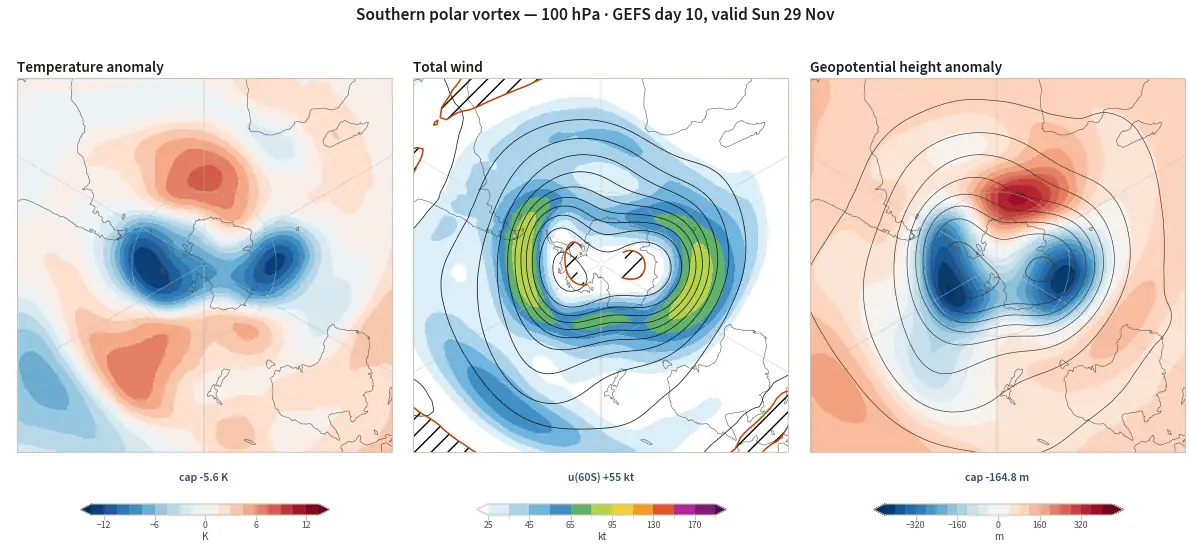 Southern polar vortex — 100 hPa · GEFS day 10, valid Sun 29 Nov
Temperature anomaly
Total wind
Geopotential height anomaly
cap -5.6 K
u(60S) +55 kt
cap -164.8 m
−12 −6 0 6 12
K
25 45 65 95 130 170
kt
−320 −160 0 160 320
m